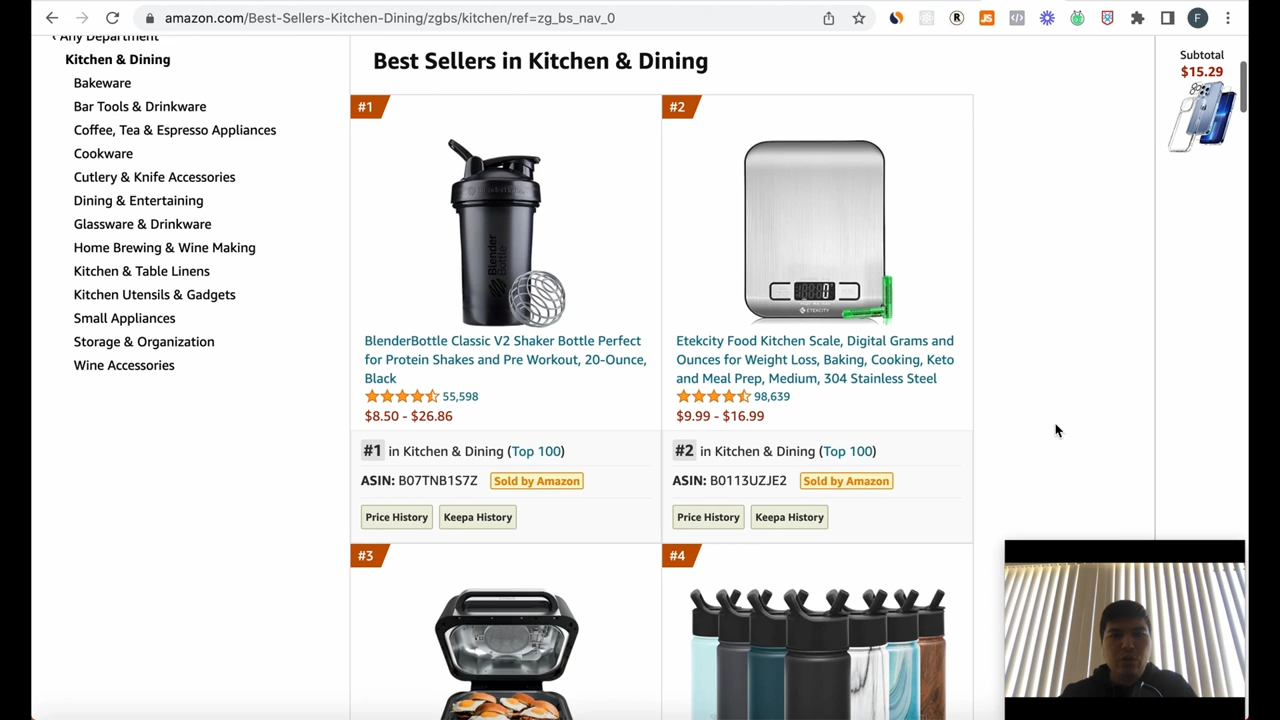 amazon.com/Best-Sellers-Kitchen-Dining/zgbs/kitchen/ref=zg_bs_nav_0
F
‹ Any Department
Kitchen & Dining
Bakeware
Bar Tools & Drinkware
Coffee, Tea & Espresso Appliances
Cookware
Cutlery & Knife Accessories
Dining & Entertaining
Glassware & Drinkware
Home Brewing & Wine Making
Kitchen & Table Linens
Kitchen Utensils & Gadgets
Small Appliances
Storage & Organization
Wine Accessories
Best Sellers in Kitchen & Dining
#1
Blender Bottle
BlenderBottle Classic V2 Shaker Bottle Perfect
for Protein Shakes and Pre Workout, 20-Ounce,
Black
55,598
$8.50 - $26.86
#1 in Kitchen & Dining (Top 100)
ASIN: B07TNB1S7Z Sold by Amazon
Price History Keepa History
#2
ETEKCITY
Etekcity Food Kitchen Scale, Digital Grams and
Ounces for Weight Loss, Baking, Cooking, Keto
and Meal Prep, Medium, 304 Stainless Steel
98,639
$9.99 - $16.99
#2 in Kitchen & Dining (Top 100)
ASIN: B0113UZJE2 Sold by Amazon
Price History Keepa History
#3
#4
Subtotal
$15.29